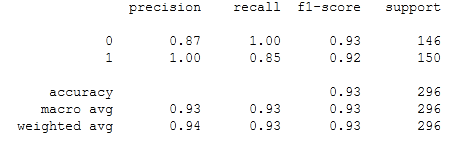 precision recall f1-score support
0 0.87 1.00 0.93 146
1 1.00 0.85 0.92 150
accuracy 0.93 296
macro avg 0.93 0.93 0.93 296
weighted avg 0.94 0.93 0.93 296